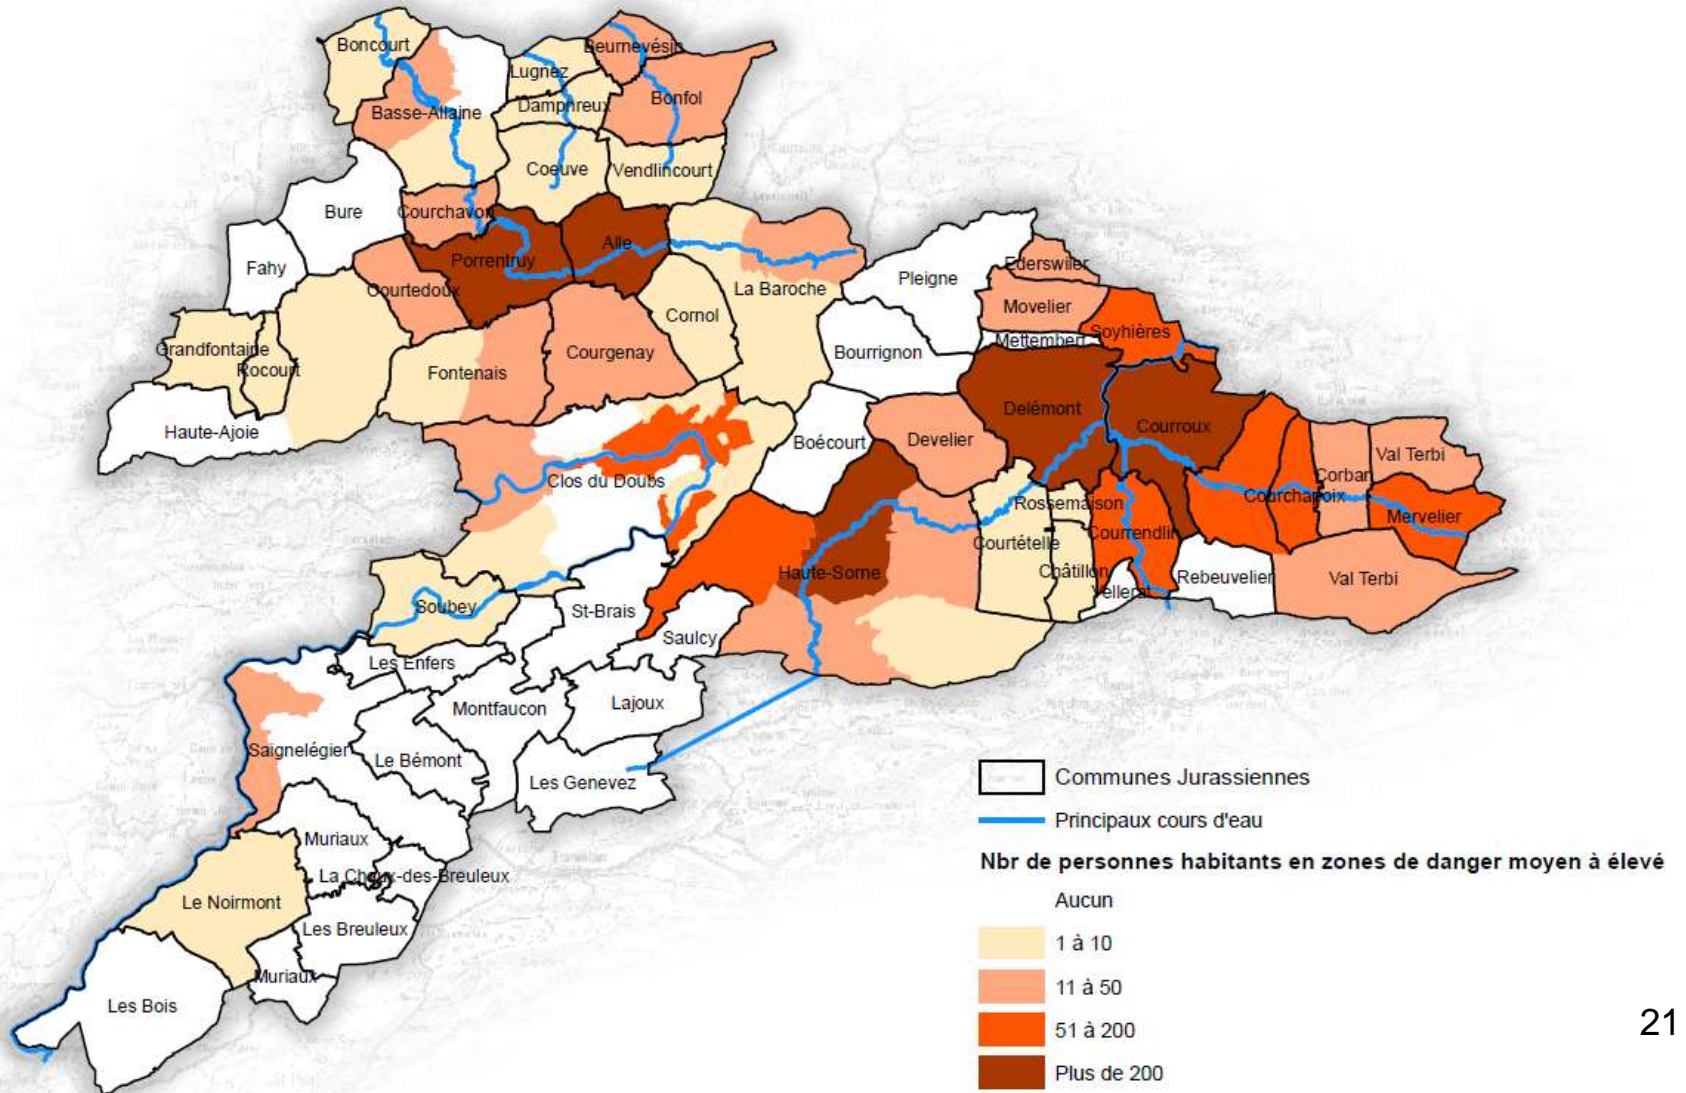 Boncourt
Beurnevésin
Lugnez
Bonfol
Damphreux
Basse-Allaine
Coeuve
Vendlincourt
Bure
Courchavon
Alle
Porrentruy
Fahy
Ederswiler
Pleigne
Courtedoux
La Baroche
Movelier
Cornol
Soyhières
Mettembert
Grandfontaine
Courgenay
Bourrignon
Rocourt
Fontenais
Delémont
Courroux
Haute-Ajoie
Boécourt
Develier
Val Terbi
Corban
Clos du Doubs
Courchapoix
Rossemaison
Mervelier
Courrendlin
Courtételle
Haute-Sorne
Châtillon
Rebeuvelier
Val Terbi
Vellerat
Soubey
St-Brais
Saulcy
Les Enfers
Lajoux
Montfaucon
Saignelégier
Le Bémont
Les Genevez
Muriaux
La Chaux-des-Breuleux
Le Noirmont
Les Breuleux
Muriaux
Les Bois
Communes Jurassiennes
Principaux cours d'eau
Nbr de personnes habitants en zones de danger moyen à élevé
Aucun
1 à 10
11 à 50
51 à 200
Plus de 200
21